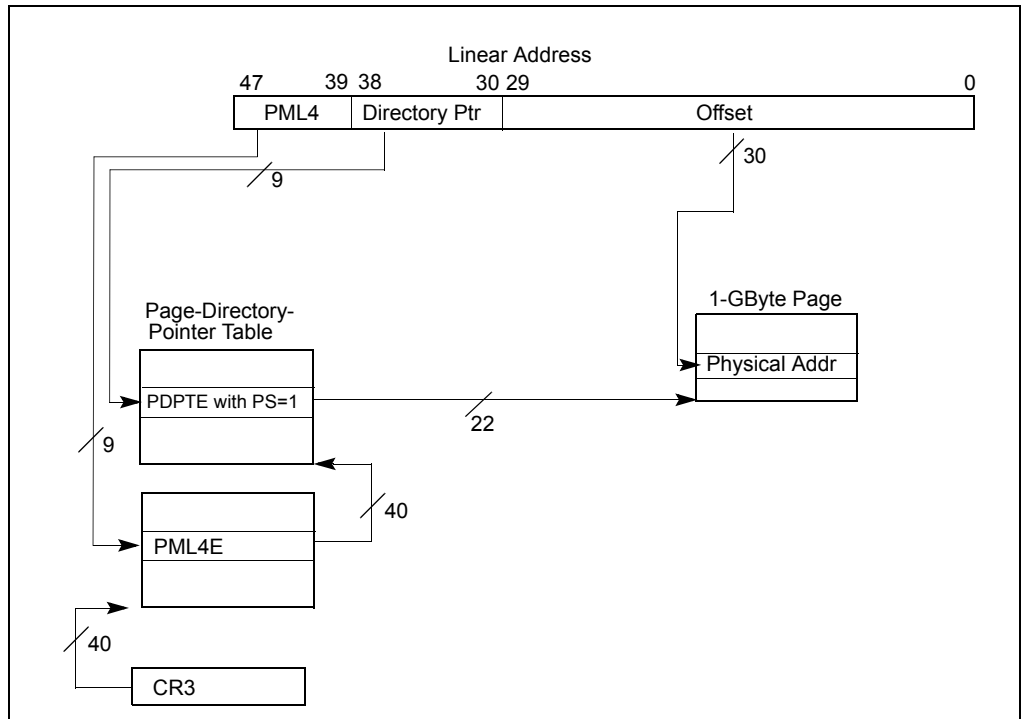 Linear Address
47 39 38 30 29 0
PML4 Directory Ptr Offset
9
30
Page-Directory-
Pointer Table
1-GByte Page
Physical Addr
PDPTE with PS=1
22
9
40
PML4E
40
CR3